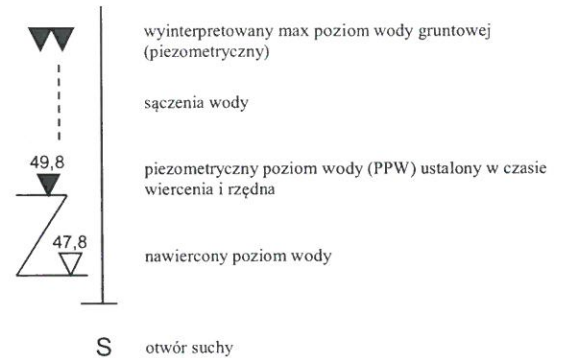 wyinterpretowany max poziom wody gruntowej
(piezometryczny)
sączenia wody
49,8
piezometryczny poziom wody (PPW) ustalony w czasie
wiercenia i rzędna
47,8
nawiercony poziom wody
S otwór suchy